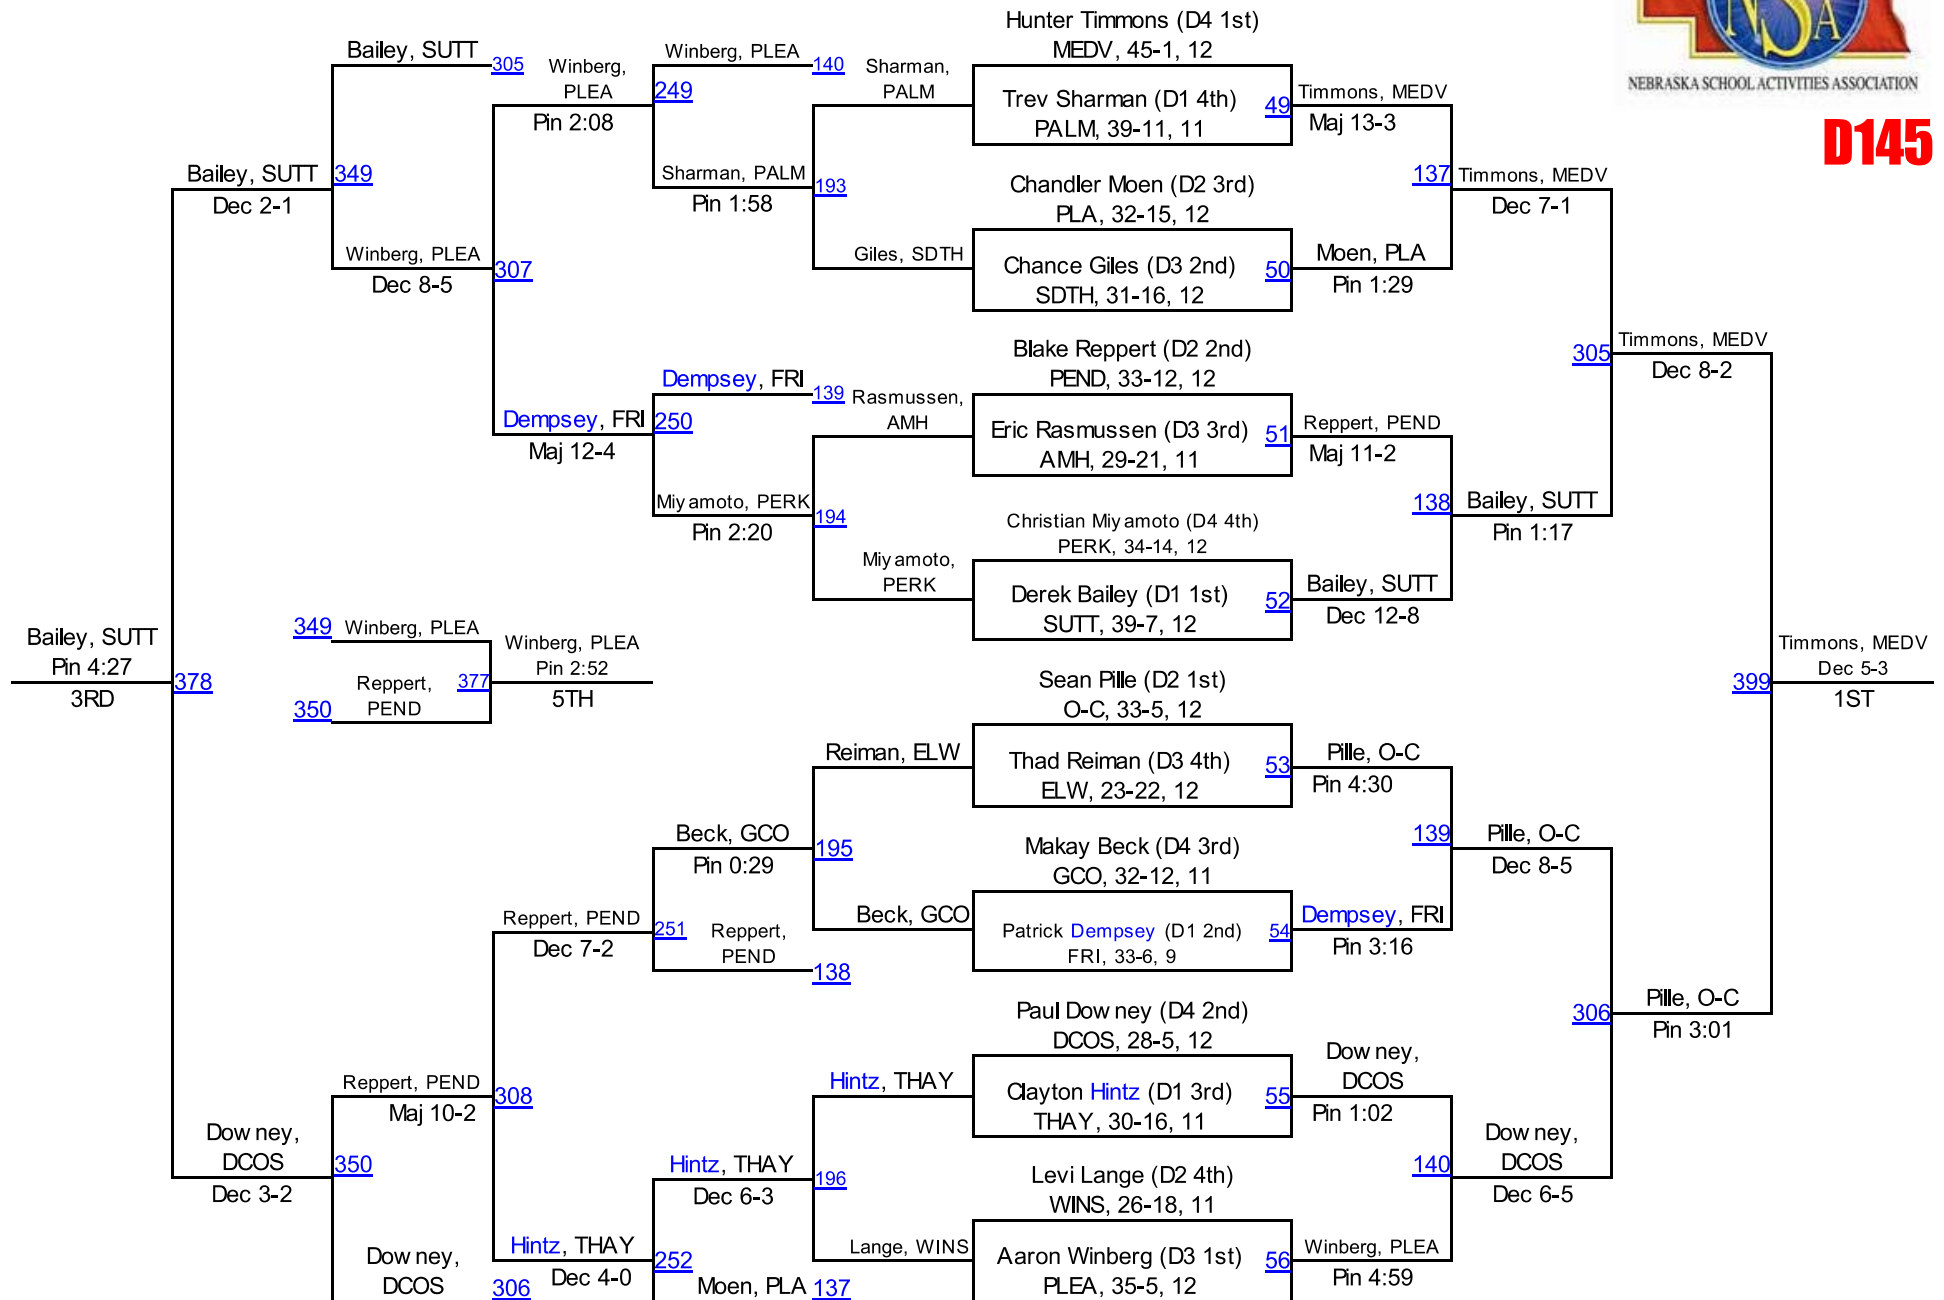 NSA
NEBRASKA SCHOOL ACTIVITIES ASSOCIATION
D145
Hunter Timmons (D4 1st)
MEDV, 45-1, 12
Trev Sharman (D1 4th)
PALM, 39-11, 11
49
Chandler Moen (D2 3rd)
PLA, 32-15, 12
Chance Giles (D3 2nd)
SDTH, 31-16, 12
50
Blake Reppert (D2 2nd)
PEND, 33-12, 12
Eric Rasmussen (D3 3rd)
AMH, 29-21, 11
51
Christian Miyamoto (D4 4th)
PERK, 34-14, 12
Derek Bailey (D1 1st)
SUTT, 39-7, 12
52
Sean Pille (D2 1st)
O-C, 33-5, 12
Thad Reiman (D3 4th)
ELW, 23-22, 12
53
Makay Beck (D4 3rd)
GCO, 32-12, 11
Patrick Dempsey (D1 2nd)
FRI, 33-6, 9
54
Paul Downey (D4 2nd)
DCOS, 28-5, 12
Clayton Hintz (D1 3rd)
THAY, 30-16, 11
55
Levi Lange (D2 4th)
WINS, 26-18, 11
Aaron Winberg (D3 1st)
PLEA, 35-5, 12
56
Timmons, MEDV
Maj 13-3
137
Moen, PLA
Pin 1:29
Reppert, PEND
Maj 11-2
138
Bailey, SUTT
Dec 12-8
Pille, O-C
Pin 4:30
139
Dempsey, FRI
Pin 3:16
Downey,
DCOS
Pin 1:02
140
Winberg, PLEA
Pin 4:59
Timmons, MEDV
Dec 7-1
305
Bailey, SUTT
Pin 1:17
Pille, O-C
Dec 8-5
306
Downey,
DCOS
Dec 6-5
Timmons, MEDV
Dec 8-2
399
Pille, O-C
Pin 3:01
Timmons, MEDV
Dec 5-3
1ST
Sharman,
PALM
193
Giles, SDTH
Rasmussen,
AMH
194
Miyamoto,
PERK
Reiman, ELW
195
Beck, GCO
Hintz, THAY
196
Lange, WINS
Winberg, PLEA
140
249
Sharman, PALM
Pin 1:58
Dempsey, FRI
139
250
Miyamoto, PERK
Pin 2:20
Beck, GCO
Pin 0:29
251
Reppert,
PEND
138
Hintz, THAY
Dec 6-3
252
Moen, PLA
137
Winberg,
PLEA
Pin 2:08
307
Dempsey, FRI
Maj 12-4
Reppert, PEND
Dec 7-2
308
Hintz, THAY
Dec 4-0
Bailey, SUTT
305
349
Winberg, PLEA
Dec 8-5
Reppert, PEND
Maj 10-2
350
Downey,
DCOS
306
Bailey, SUTT
Dec 2-1
378
Downey,
DCOS
Dec 3-2
Bailey, SUTT
Pin 4:27
3RD
349
Winberg, PLEA
377
Reppert,
PEND
350
Winberg, PLEA
Pin 2:52
5TH